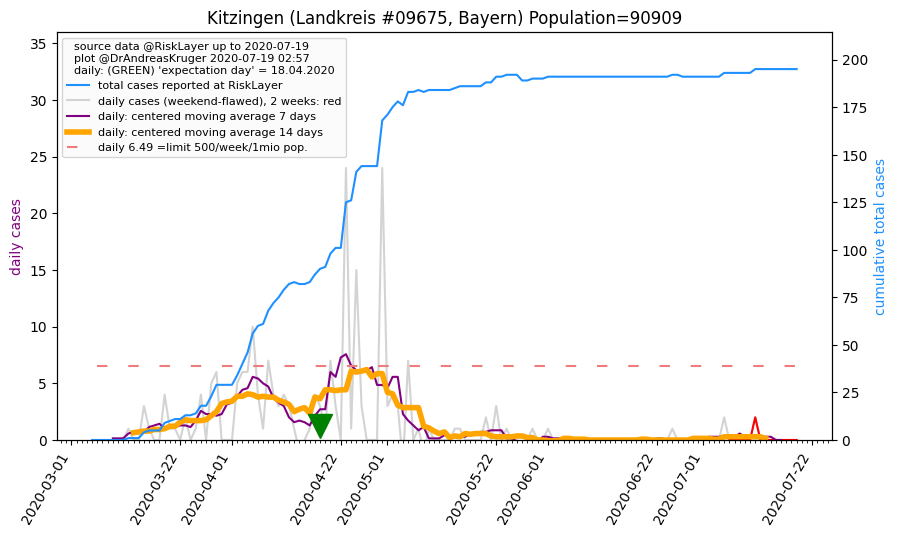 Kitzingen (Landkreis #09675, Bayern) Population=90909
source data @RiskLayer up to 2020-07-19
plot @DrAndreasKruger 2020-07-19 02:57
daily: (GREEN) 'expectation day' = 18.04.2020
total cases reported at RiskLayer
daily cases (weekend-flawed), 2 weeks: red
daily: centered moving average 7 days
daily: centered moving average 14 days
daily 6.49 =limit 500/week/1mio pop.
daily cases
35
30
25
20
15
10
5
0
cumulative total cases
200
175
150
125
100
75
50
25
0
2020-03-01
2020-03-22
2020-04-01
2020-04-22
2020-05-01
2020-05-22
2020-06-01
2020-06-22
2020-07-01
2020-07-22